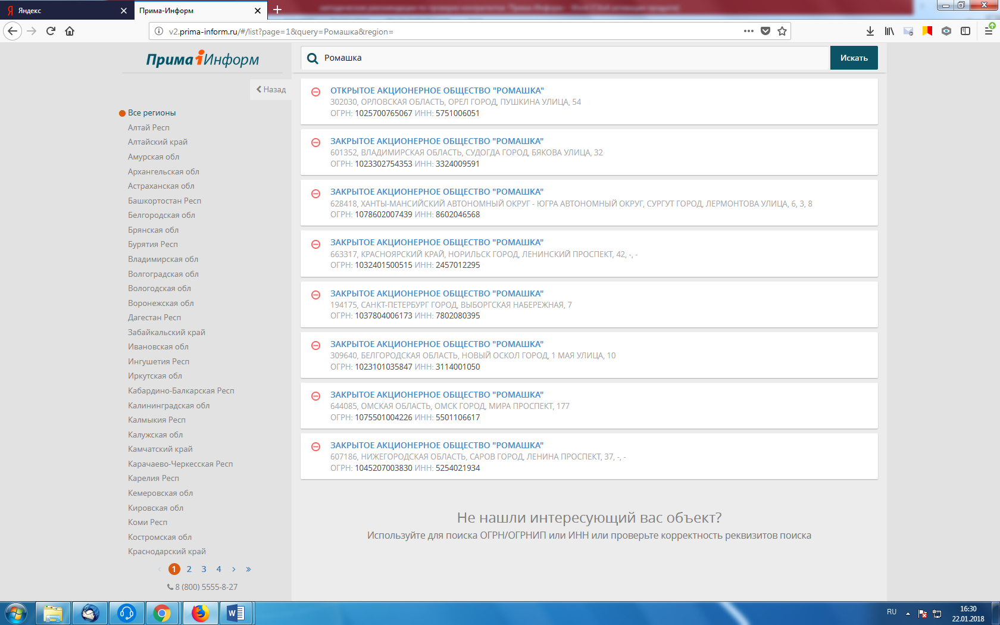 Яндекс
Прима-Информ
v2.prima-inform.ru/#/list?page=1&query=Ромашка&region=
Прима Информ
Ромашка
Искать
Назад
Все регионы
Алтай Респ
Алтайский край
Амурская обл
Архангельская обл
Астраханская обл
Башкортостан Респ
Белгородская обл
Брянская обл
Бурятия Респ
Владимирская обл
Волгоградская обл
Вологодская обл
Воронежская обл
Дагестан Респ
Забайкальский край
Ивановская обл
Ингушетия Респ
Иркутская обл
Кабардино-Балкарская Респ
Калининградская обл
Калмыкия Респ
Калужская обл
Камчатский край
Карачаево-Черкесская Респ
Карелия Респ
Кемеровская обл
Кировская обл
Коми Респ
Костромская обл
Краснодарский край
‹ 1 2 3 4 › »
8 (800) 5555-8-27
ОТКРЫТОЕ АКЦИОНЕРНОЕ ОБЩЕСТВО "РОМАШКА"
302030, ОРЛОВСКАЯ ОБЛАСТЬ, ОРЕЛ ГОРОД, ПУШКИНА УЛИЦА, 54
ОГРН: 1025700765067 ИНН: 5751006051
ЗАКРЫТОЕ АКЦИОНЕРНОЕ ОБЩЕСТВО "РОМАШКА"
601352, ВЛАДИМИРСКАЯ ОБЛАСТЬ, СУДОГДА ГОРОД, БЯКОВА УЛИЦА, 32
ОГРН: 1023302754353 ИНН: 3324009591
ЗАКРЫТОЕ АКЦИОНЕРНОЕ ОБЩЕСТВО "РОМАШКА"
628418, ХАНТЫ-МАНСИЙСКИЙ АВТОНОМНЫЙ ОКРУГ - ЮГРА АВТОНОМНЫЙ ОКРУГ, СУРГУТ ГОРОД, ЛЕРМОНТОВА УЛИЦА, 6, 3, 8
ОГРН: 1078602007439 ИНН: 8602046568
ЗАКРЫТОЕ АКЦИОНЕРНОЕ ОБЩЕСТВО "РОМАШКА"
663317, КРАСНОЯРСКИЙ КРАЙ, НОРИЛЬСК ГОРОД, ЛЕНИНСКИЙ ПРОСПЕКТ, 42, -, -
ОГРН: 1032401500515 ИНН: 2457012295
ЗАКРЫТОЕ АКЦИОНЕРНОЕ ОБЩЕСТВО "РОМАШКА"
194175, САНКТ-ПЕТЕРБУРГ ГОРОД, ВЫБОРГСКАЯ НАБЕРЕЖНАЯ, 7
ОГРН: 1037804006173 ИНН: 7802080395
ЗАКРЫТОЕ АКЦИОНЕРНОЕ ОБЩЕСТВО "РОМАШКА"
309640, БЕЛГОРОДСКАЯ ОБЛАСТЬ, НОВЫЙ ОСКОЛ ГОРОД, 1 МАЯ УЛИЦА, 10
ОГРН: 1023101035847 ИНН: 3114001050
ЗАКРЫТОЕ АКЦИОНЕРНОЕ ОБЩЕСТВО "РОМАШКА"
644085, ОМСКАЯ ОБЛАСТЬ, ОМСК ГОРОД, МИРА ПРОСПЕКТ, 177
ОГРН: 1075501004226 ИНН: 5501106617
ЗАКРЫТОЕ АКЦИОНЕРНОЕ ОБЩЕСТВО "РОМАШКА"
607186, НИЖЕГОРОДСКАЯ ОБЛАСТЬ, САРОВ ГОРОД, ЛЕНИНА ПРОСПЕКТ, 37, -, -
ОГРН: 1045207003830 ИНН: 5254021934
Не нашли интересующий вас объект?
Используйте для поиска ОГРН/ОГРНИП или ИНН или проверьте корректность реквизитов поиска
RU
16:30
22.01.2018